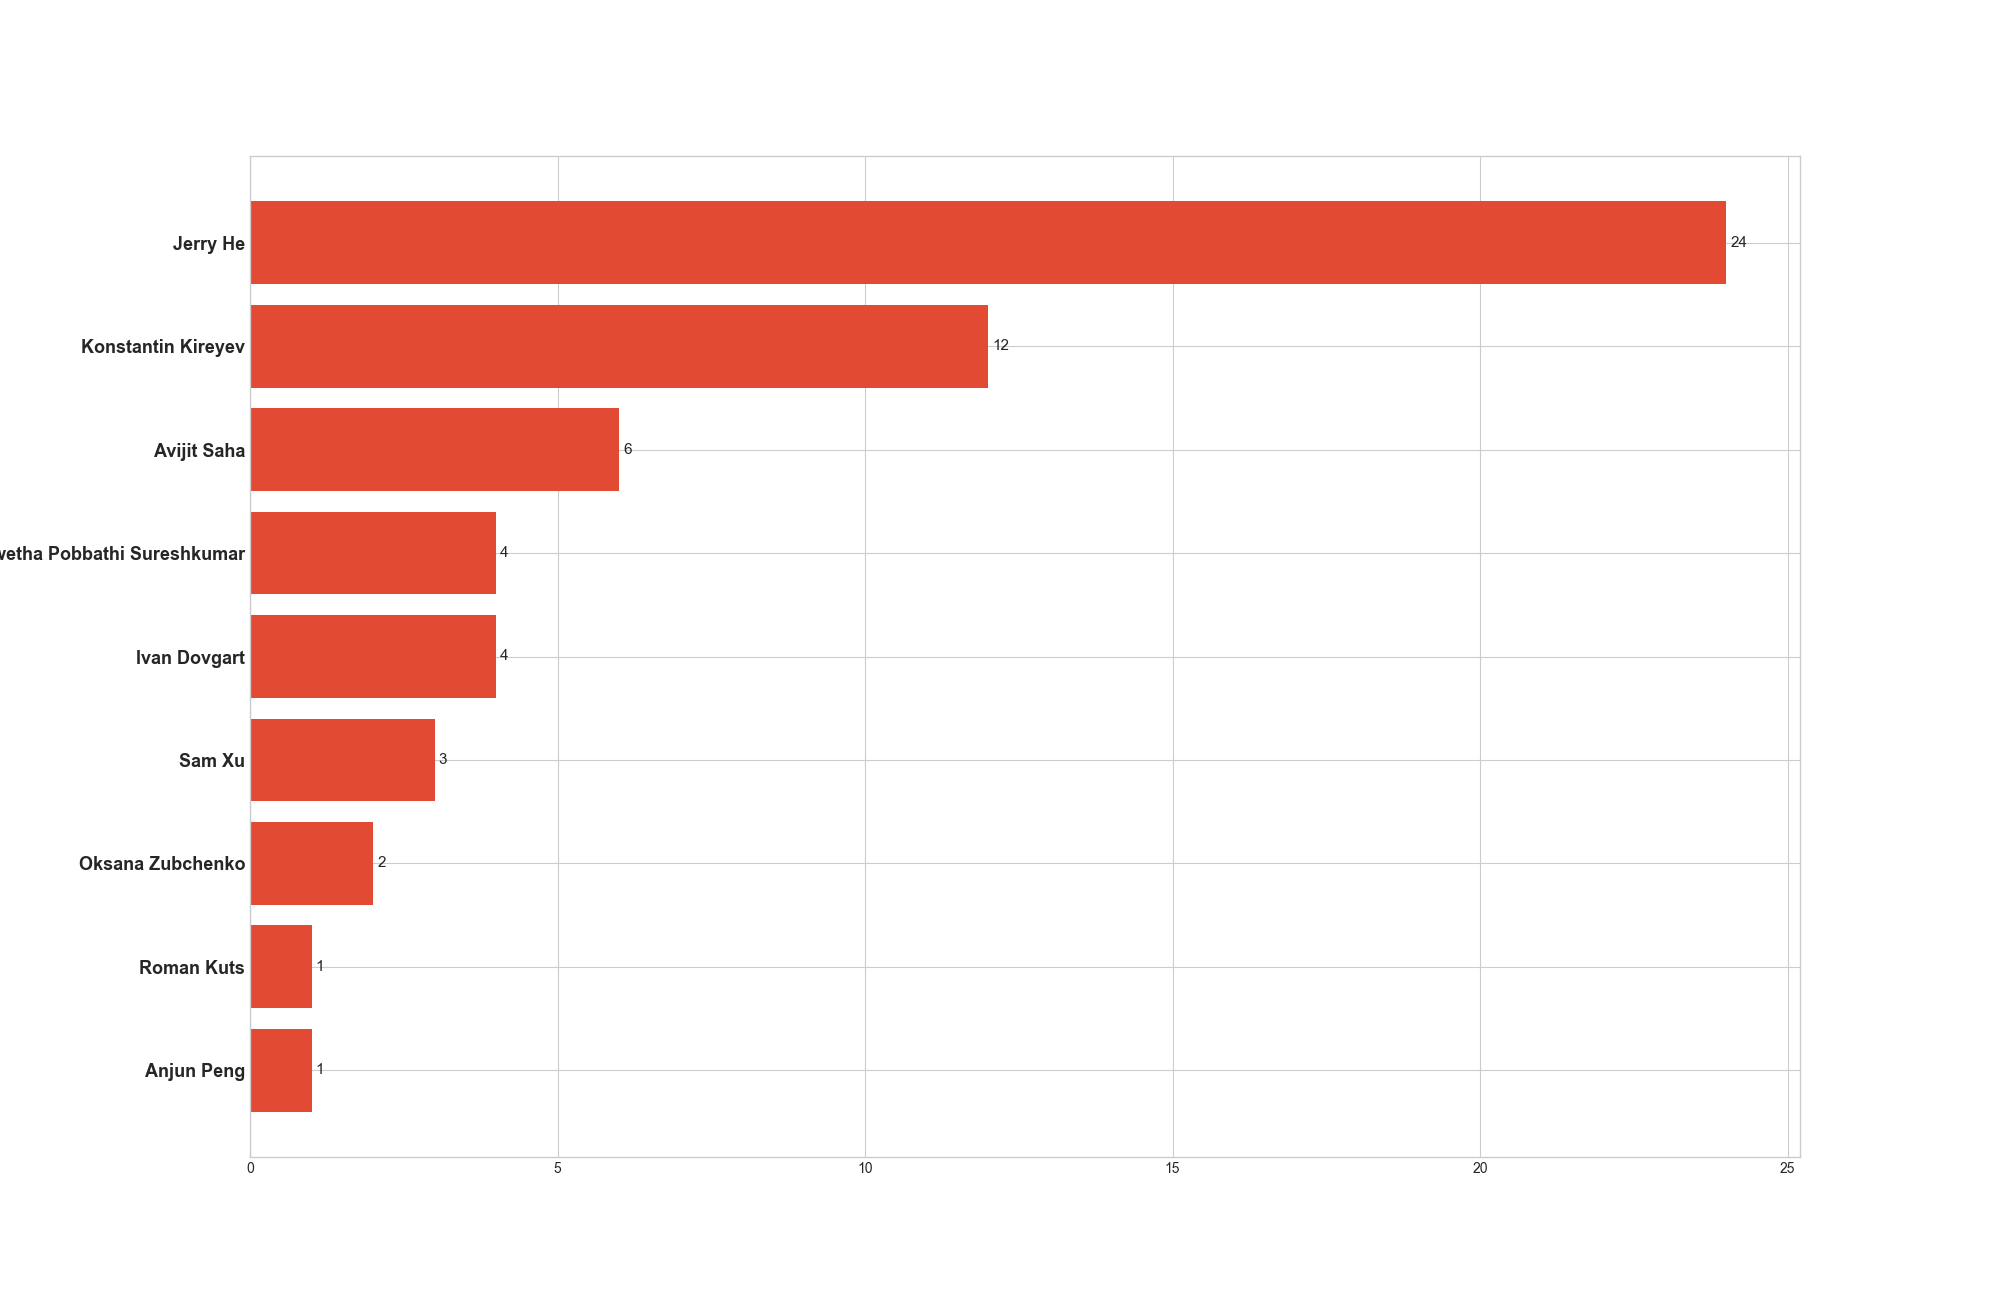 Jerry He 24
Konstantin Kireyev 12
Avijit Saha 6
Pobbathi Sureshkumar 4
Ivan Dovgart 4
Sam Xu 3
Oksana Zubchenko 2
Roman Kuts 1
Anjun Peng 1
0 5 10 15 20 25